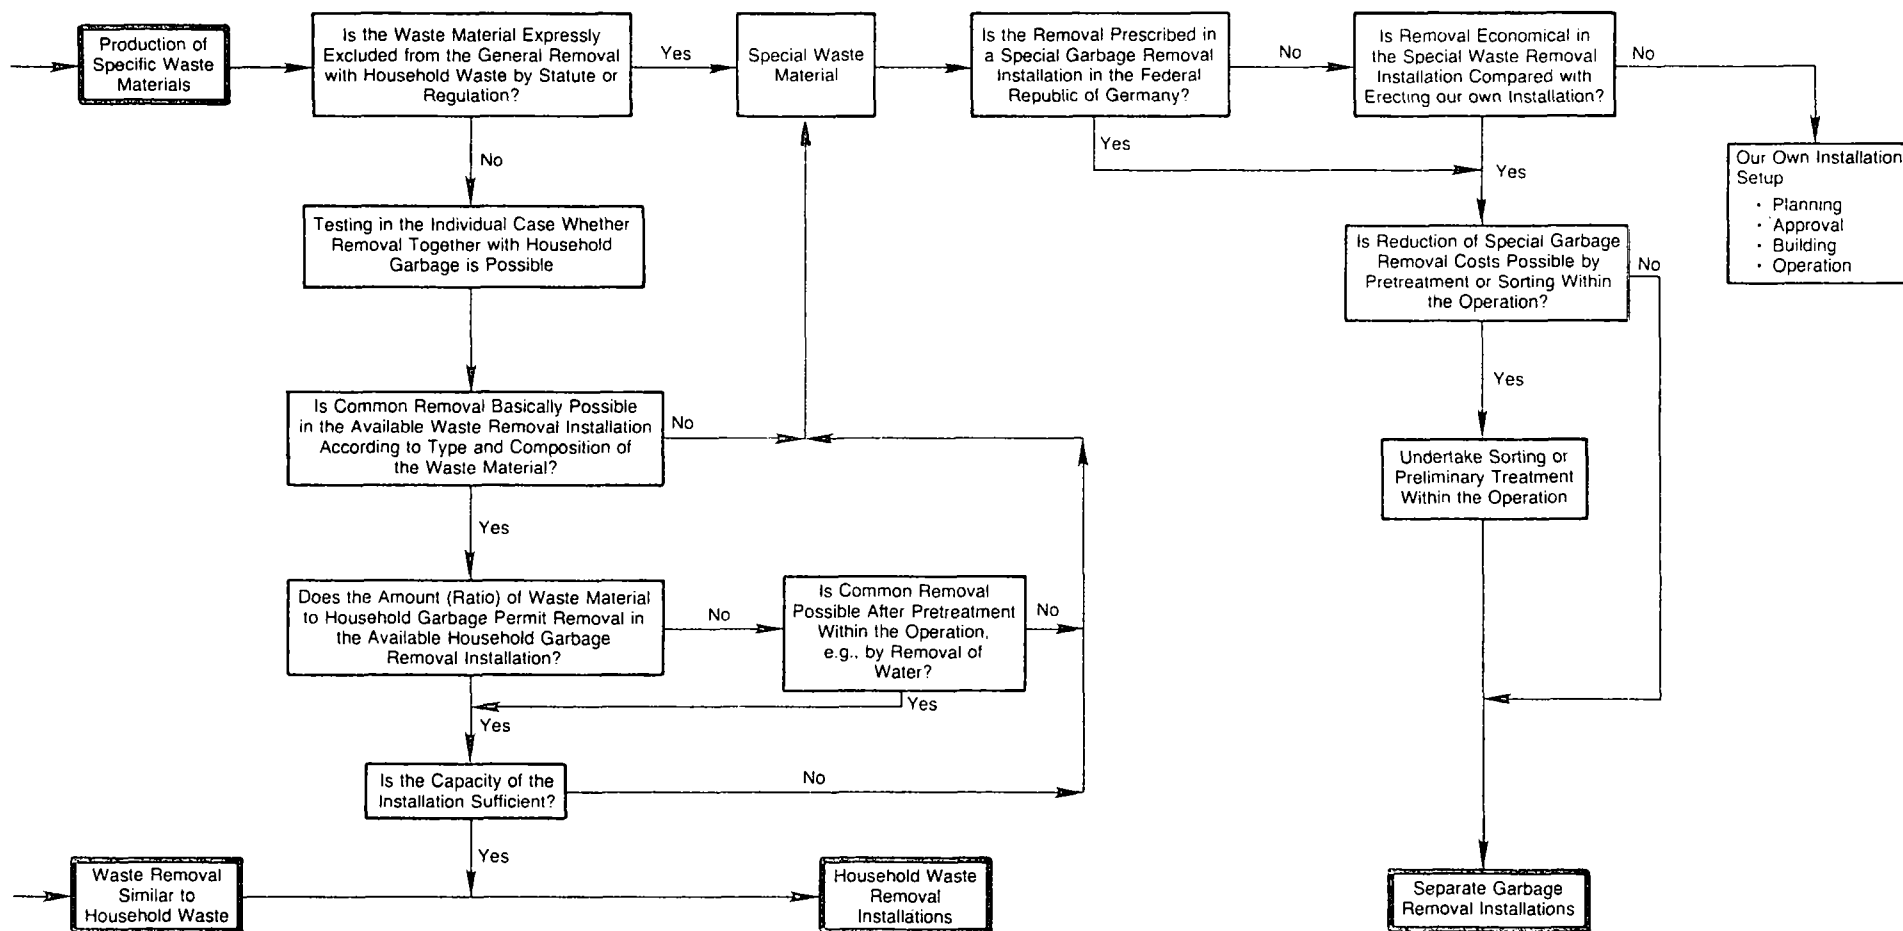 Production of
Specific Waste
Materials
Is the Waste Material Expressly
Excluded from the General Removal
with Household Waste by Statute or
Regulation?
Yes
Special Waste
Material
Is the Removal Prescribed in
a Special Garbage Removal
Installation in the Federal
Republic of Germany?
No
Is Removal Economical in
the Special Waste Removal
Installation Compared with
Erecting our own Installation?
No
Yes
Yes
Our Own Installation
Setup
· Planning
· Approval
· Building
· Operation
No
Testing in the Individual Case Whether
Removal Together with Household
Garbage is Possible
Is Reduction of Special Garbage
Removal Costs Possible by
Pretreatment or Sorting Within
the Operation?
No
Yes
Is Common Removal Basically Possible
in the Available Waste Removal Installation
According to Type and Composition of
the Waste Material?
No
Undertake Sorting or
Preliminary Treatment
Within the Operation
Yes
Does the Amount (Ratio) of Waste Material
to Household Garbage Permit Removal in
the Available Household Garbage
Removal Installation?
No
Is Common Removal
Possible After Pretreatment
Within the Operation,
e.g., by Removal of
Water?
No
Yes
Yes
Is the Capacity of the
Installation Sufficient?
No
Yes
Waste Removal
Similar to
Household Waste
Household Waste
Removal
Installations
Separate Garbage
Removal Installations